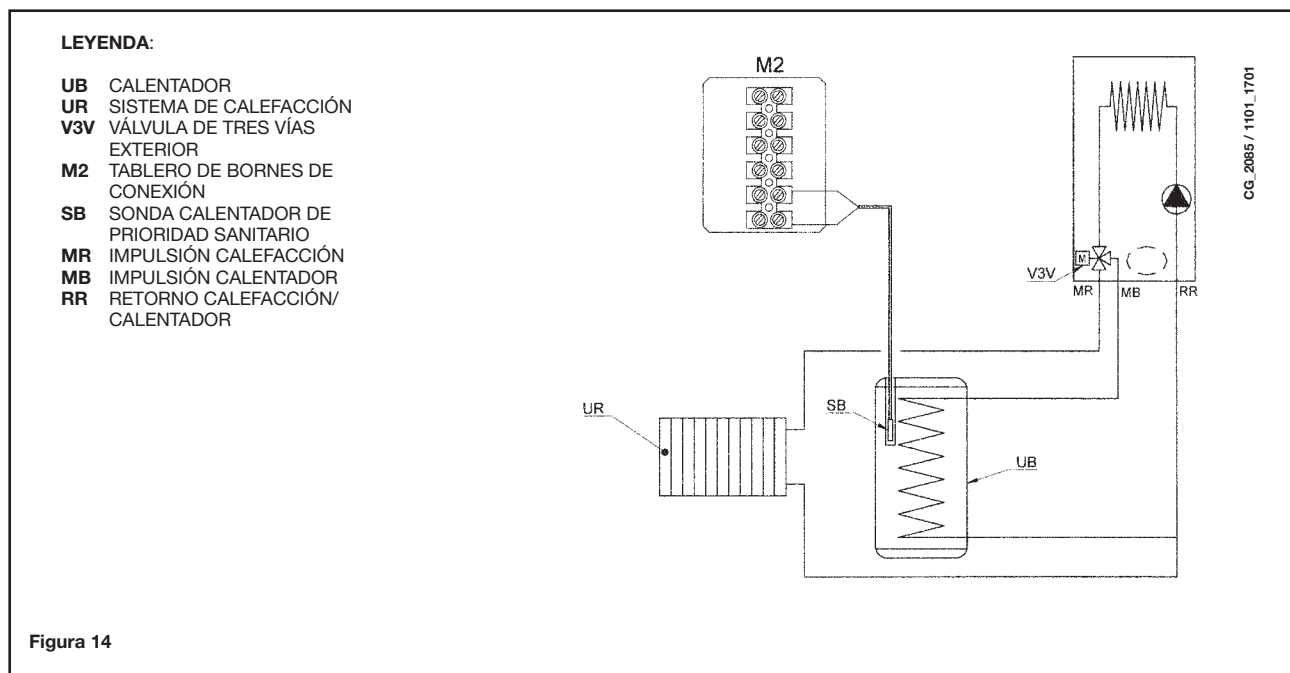 LEYENDA:
UB CALENTADOR
UR SISTEMA DE CALEFACCIÓN
V3V VÁLVULA DE TRES VÍAS
EXTERIOR
M2 TABLERO DE BORNES DE
CONEXIÓN
SB SONDA CALENTADOR DE
PRIORIDAD SANITARIO
MR IMPULSIÓN CALEFACCIÓN
MB IMPULSIÓN CALENTADOR
RR RETORNO CALEFACCIÓN/
CALENTADOR
M2
CG_2085 / 1101_1701
M
V3V
MR MB RR
SB
UR
UB
Figura 14